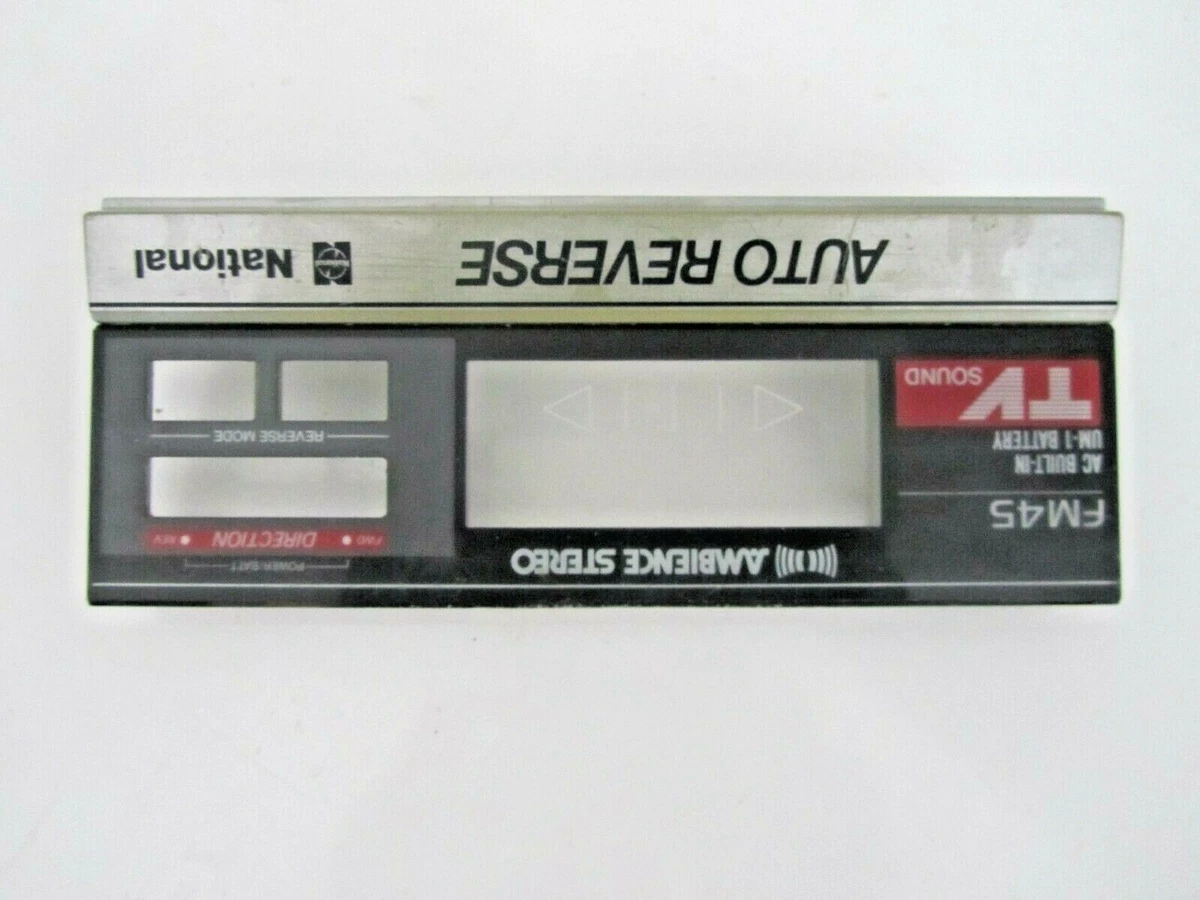 AMBIENCE STEREO
FM45
AC BUILT-IN
UM-1 BATTERY
TV SOUND
POWER/BATT
FWD DIRECTION REV
REVERSE MODE
AUTO REVERSE
National National